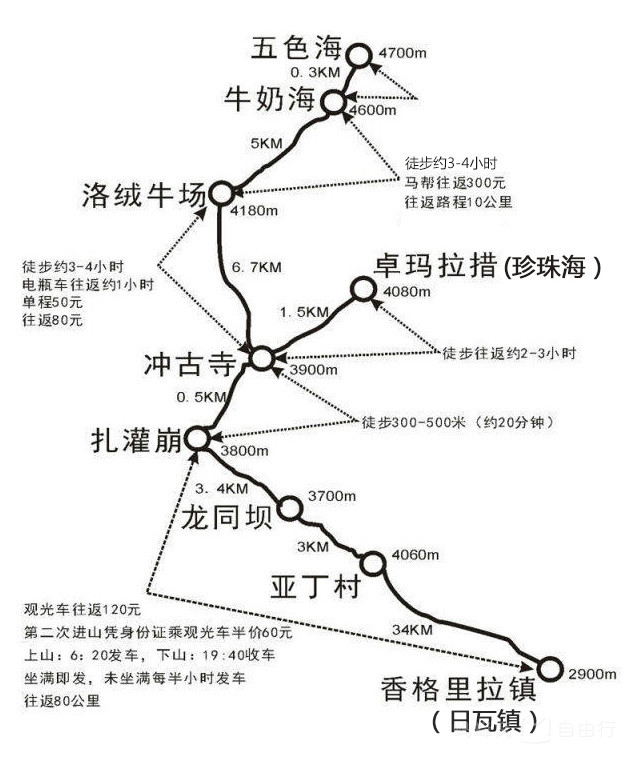 五色海
4700m
0.3KM
牛奶海
4600m
5KM
徒步约3-4小时
马帮往返300元
往返路程10公里
洛绒牛场
4180m
徒步约3-4小时
电瓶车往返约1小时
单程50元
往返80元
6.7KM
卓玛拉措(珍珠海)
4080m
1.5KM
冲古寺
3900m
徒步往返约2-3小时
0.5KM
徒步300-500米(约20分钟)
扎灌崩
3800m
3.4KM
3700m
龙同坝
3KM
4060m
亚丁村
观光车往返120元
第二次进山凭身份证乘观光车半价60元
上山:6:20发车,下山:19:40收车
坐满即发,未坐满每半小时发车
往返80公里
34KM
2900m
香格里拉镇
(日瓦镇)
自由行